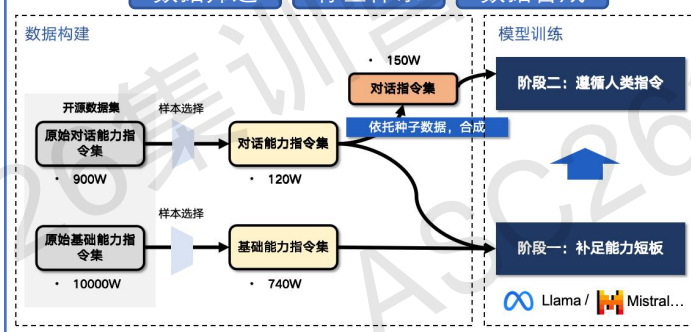 数据构建
模型训练
• 150W
对话指令集
阶段二：遵循人类指令
开源数据集
样本选择
依托种子数据，合成
原始对话能力指
令集
对话能力指令集
• 900W
• 120W
样本选择
原始基础能力指
令集
基础能力指令集
阶段一：补足能力短板
• 10000W
• 740W
Llama / Mistral...